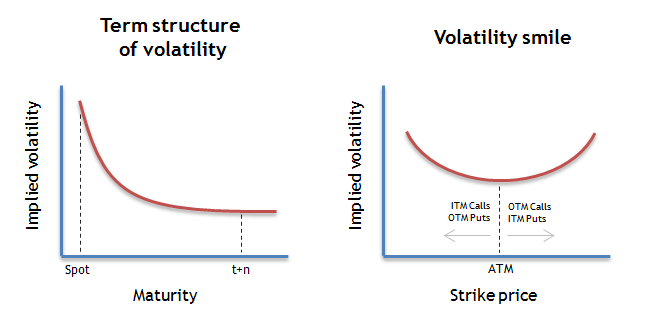 Term structure
of volatility
Implied volatility
Spot
t+n
Maturity
Volatility smile
Implied volatility
ITM Calls
OTM Puts
OTM Calls
ITM Puts
ATM
Strike price